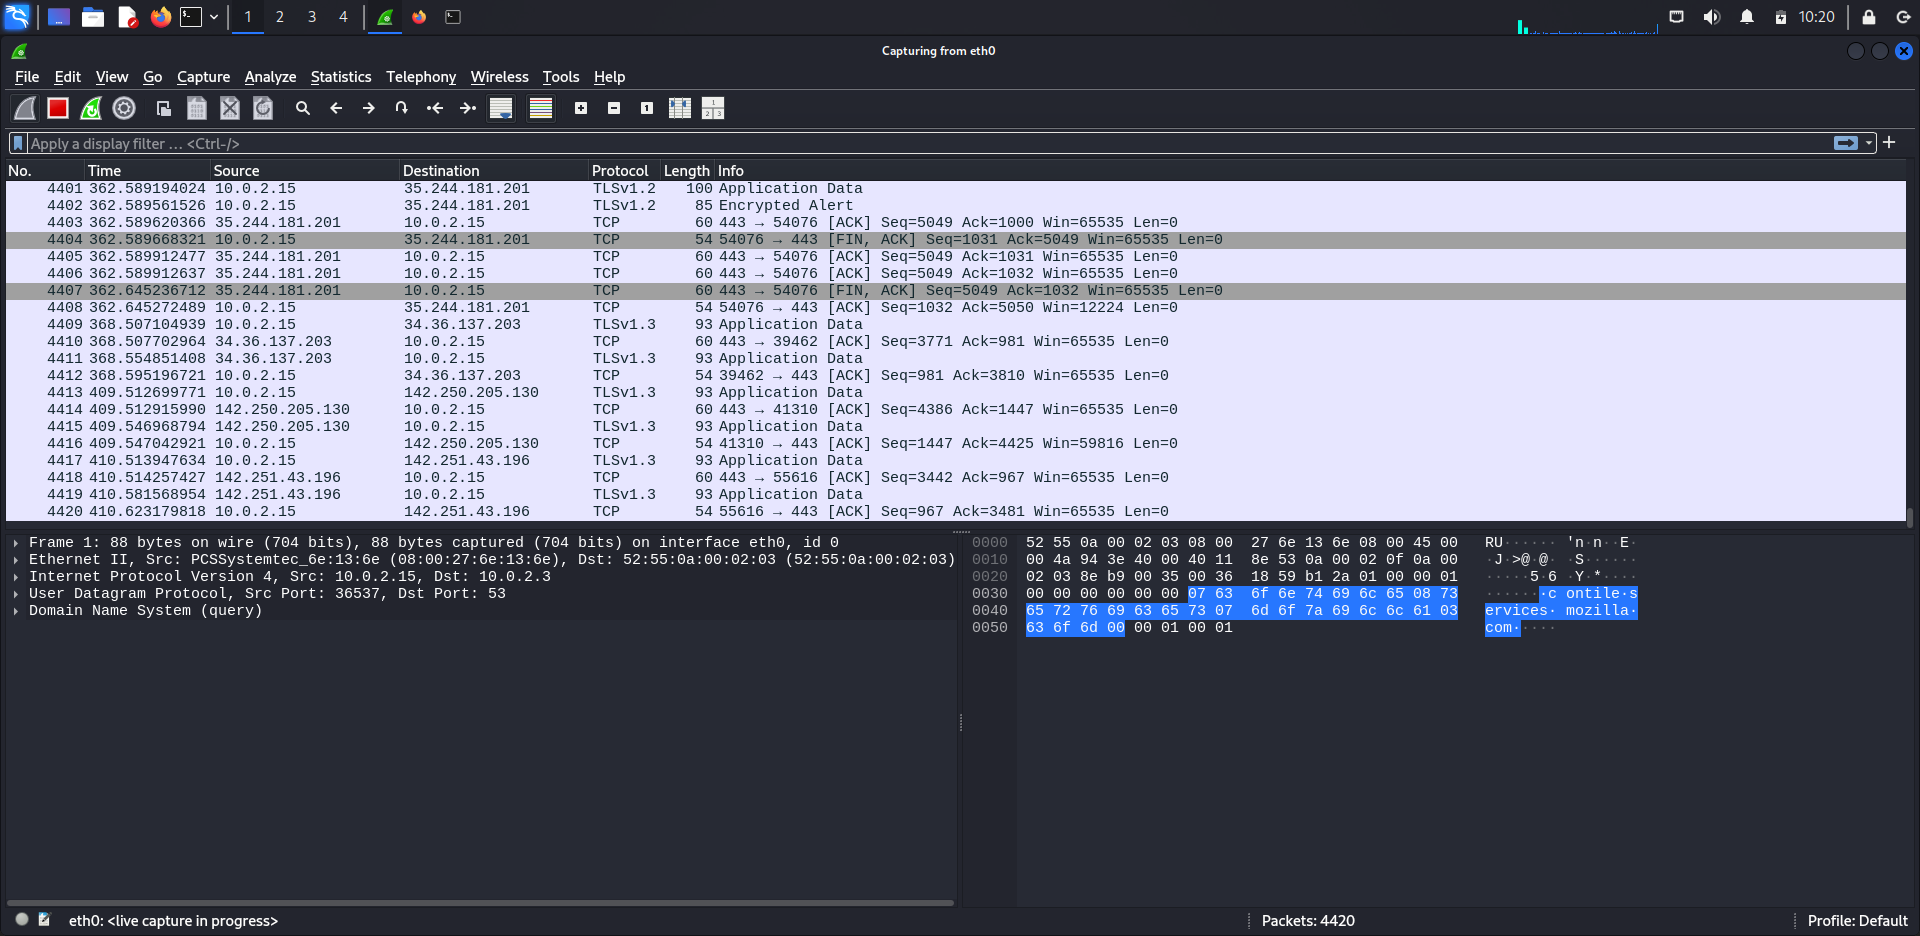 1 2 3 4 10:20
Capturing from eth0
File Edit View Go Capture Analyze Statistics Telephony Wireless Tools Help
Apply a display filter … <Ctrl-/>
No. Time Source Destination Protocol Length Info
4401 362.589194024 10.0.2.15 35.244.181.201 TLSv1.2 100 Application Data
4402 362.589561526 10.0.2.15 35.244.181.201 TLSv1.2 85 Encrypted Alert
4403 362.589620366 35.244.181.201 10.0.2.15 TCP 60 443 → 54076 [ACK] Seq=5049 Ack=1000 Win=65535 Len=0
4404 362.589668321 10.0.2.15 35.244.181.201 TCP 54 54076 → 443 [FIN, ACK] Seq=1031 Ack=5049 Win=65535 Len=0
4405 362.589912477 35.244.181.201 10.0.2.15 TCP 60 443 → 54076 [ACK] Seq=5049 Ack=1031 Win=65535 Len=0
4406 362.589912637 35.244.181.201 10.0.2.15 TCP 60 443 → 54076 [ACK] Seq=5049 Ack=1032 Win=65535 Len=0
4407 362.645236712 35.244.181.201 10.0.2.15 TCP 60 443 → 54076 [FIN, ACK] Seq=5049 Ack=1032 Win=65535 Len=0
4408 362.645272489 10.0.2.15 35.244.181.201 TCP 54 54076 → 443 [ACK] Seq=1032 Ack=5050 Win=12224 Len=0
4409 368.507104939 10.0.2.15 34.36.137.203 TLSv1.3 93 Application Data
4410 368.507702964 34.36.137.203 10.0.2.15 TCP 60 443 → 39462 [ACK] Seq=3771 Ack=981 Win=65535 Len=0
4411 368.554851408 34.36.137.203 10.0.2.15 TLSv1.3 93 Application Data
4412 368.595196721 10.0.2.15 34.36.137.203 TCP 54 39462 → 443 [ACK] Seq=981 Ack=3810 Win=65535 Len=0
4413 409.512699771 10.0.2.15 142.250.205.130 TLSv1.3 93 Application Data
4414 409.512915990 142.250.205.130 10.0.2.15 TCP 60 443 → 41310 [ACK] Seq=4386 Ack=1447 Win=65535 Len=0
4415 409.546968794 142.250.205.130 10.0.2.15 TLSv1.3 93 Application Data
4416 409.547042921 10.0.2.15 142.250.205.130 TCP 54 41310 → 443 [ACK] Seq=1447 Ack=4425 Win=59816 Len=0
4417 410.513947634 10.0.2.15 142.251.43.196 TLSv1.3 93 Application Data
4418 410.514257427 142.251.43.196 10.0.2.15 TCP 60 443 → 55616 [ACK] Seq=3442 Ack=967 Win=65535 Len=0
4419 410.581568954 142.251.43.196 10.0.2.15 TLSv1.3 93 Application Data
4420 410.623179818 10.0.2.15 142.251.43.196 TCP 54 55616 → 443 [ACK] Seq=967 Ack=3481 Win=65535 Len=0
Frame 1: 88 bytes on wire (704 bits), 88 bytes captured (704 bits) on interface eth0, id 0
Ethernet II, Src: PCSSystemtec_6e:13:6e (08:00:27:6e:13:6e), Dst: 52:55:0a:00:02:03 (52:55:0a:00:02:03)
Internet Protocol Version 4, Src: 10.0.2.15, Dst: 10.0.2.3
User Datagram Protocol, Src Port: 36537, Dst Port: 53
Domain Name System (query)
0000 52 55 0a 00 02 03 08 00 27 6e 13 6e 08 00 45 00 RU······ 'n·n··E·
0010 00 4a 94 3e 40 00 40 11 8e 53 0a 00 02 0f 0a 00 ·J·>@·@· ·S······
0020 02 03 8e b9 00 35 00 36 18 59 b1 2a 01 00 00 01 ·····5·6 ·Y·*····
0030 00 00 00 00 00 00 07 63 6f 6e 74 69 6c 65 08 73 ·······c ontile·s
0040 65 72 76 69 63 65 73 07 6d 6f 7a 69 6c 6c 61 03 ervices· mozilla·
0050 63 6f 6d 00 00 01 00 01 com·····
eth0: <live capture in progress> Packets: 4420 Profile: Default